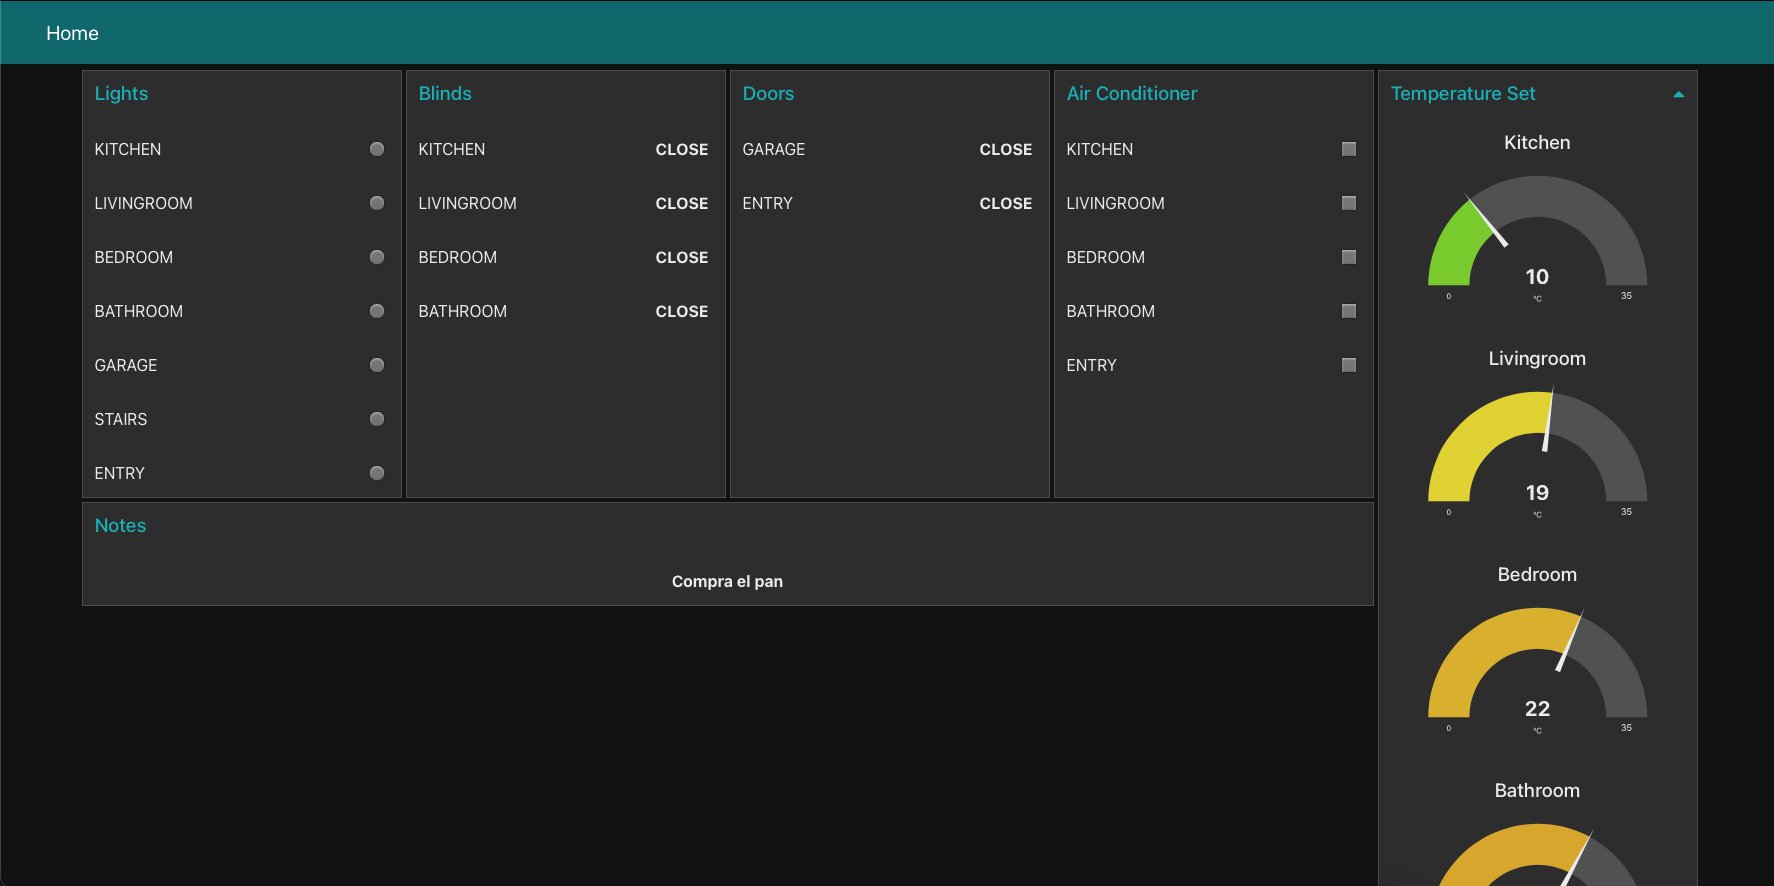 Home
Lights
KITCHEN
LIVINGROOM
BEDROOM
BATHROOM
GARAGE
STAIRS
ENTRY
Blinds
KITCHEN CLOSE
LIVINGROOM CLOSE
BEDROOM CLOSE
BATHROOM CLOSE
Doors
GARAGE CLOSE
ENTRY CLOSE
Air Conditioner
KITCHEN
LIVINGROOM
BEDROOM
BATHROOM
ENTRY
Temperature Set
Kitchen
10
°C
0 35
Livingroom
19
°C
0 35
Bedroom
22
°C
0 35
Bathroom
Notes
Compra el pan